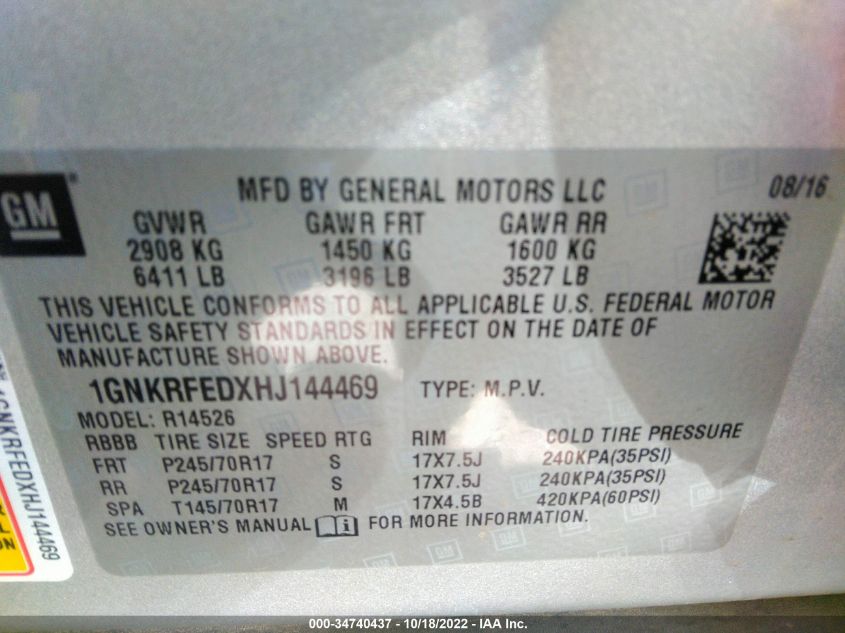 GM
MFD BY GENERAL MOTORS LLC 08/16
GVWR GAWR FRT GAWR RR
2908 KG 1450 KG 1600 KG
6411 LB 3196 LB 3527 LB
THIS VEHICLE CONFORMS TO ALL APPLICABLE U.S. FEDERAL MOTOR
VEHICLE SAFETY STANDARDS IN EFFECT ON THE DATE OF
MANUFACTURE SHOWN ABOVE.
1GNKRFEDXHJ144469 TYPE: M.P.V.
MODEL: R14526
RBBB TIRE SIZE SPEED RTG RIM COLD TIRE PRESSURE
FRT P245/70R17 S 17X7.5J 240KPA(35PSI)
RR P245/70R17 S 17X7.5J 240KPA(35PSI)
SPA T145/70R17 M 17X4.5B 420KPA(60PSI)
SEE OWNER'S MANUAL i FOR MORE INFORMATION.
1GNKRFEDXHJ144469
000-34740437 - 10/18/2022 - IAA Inc.